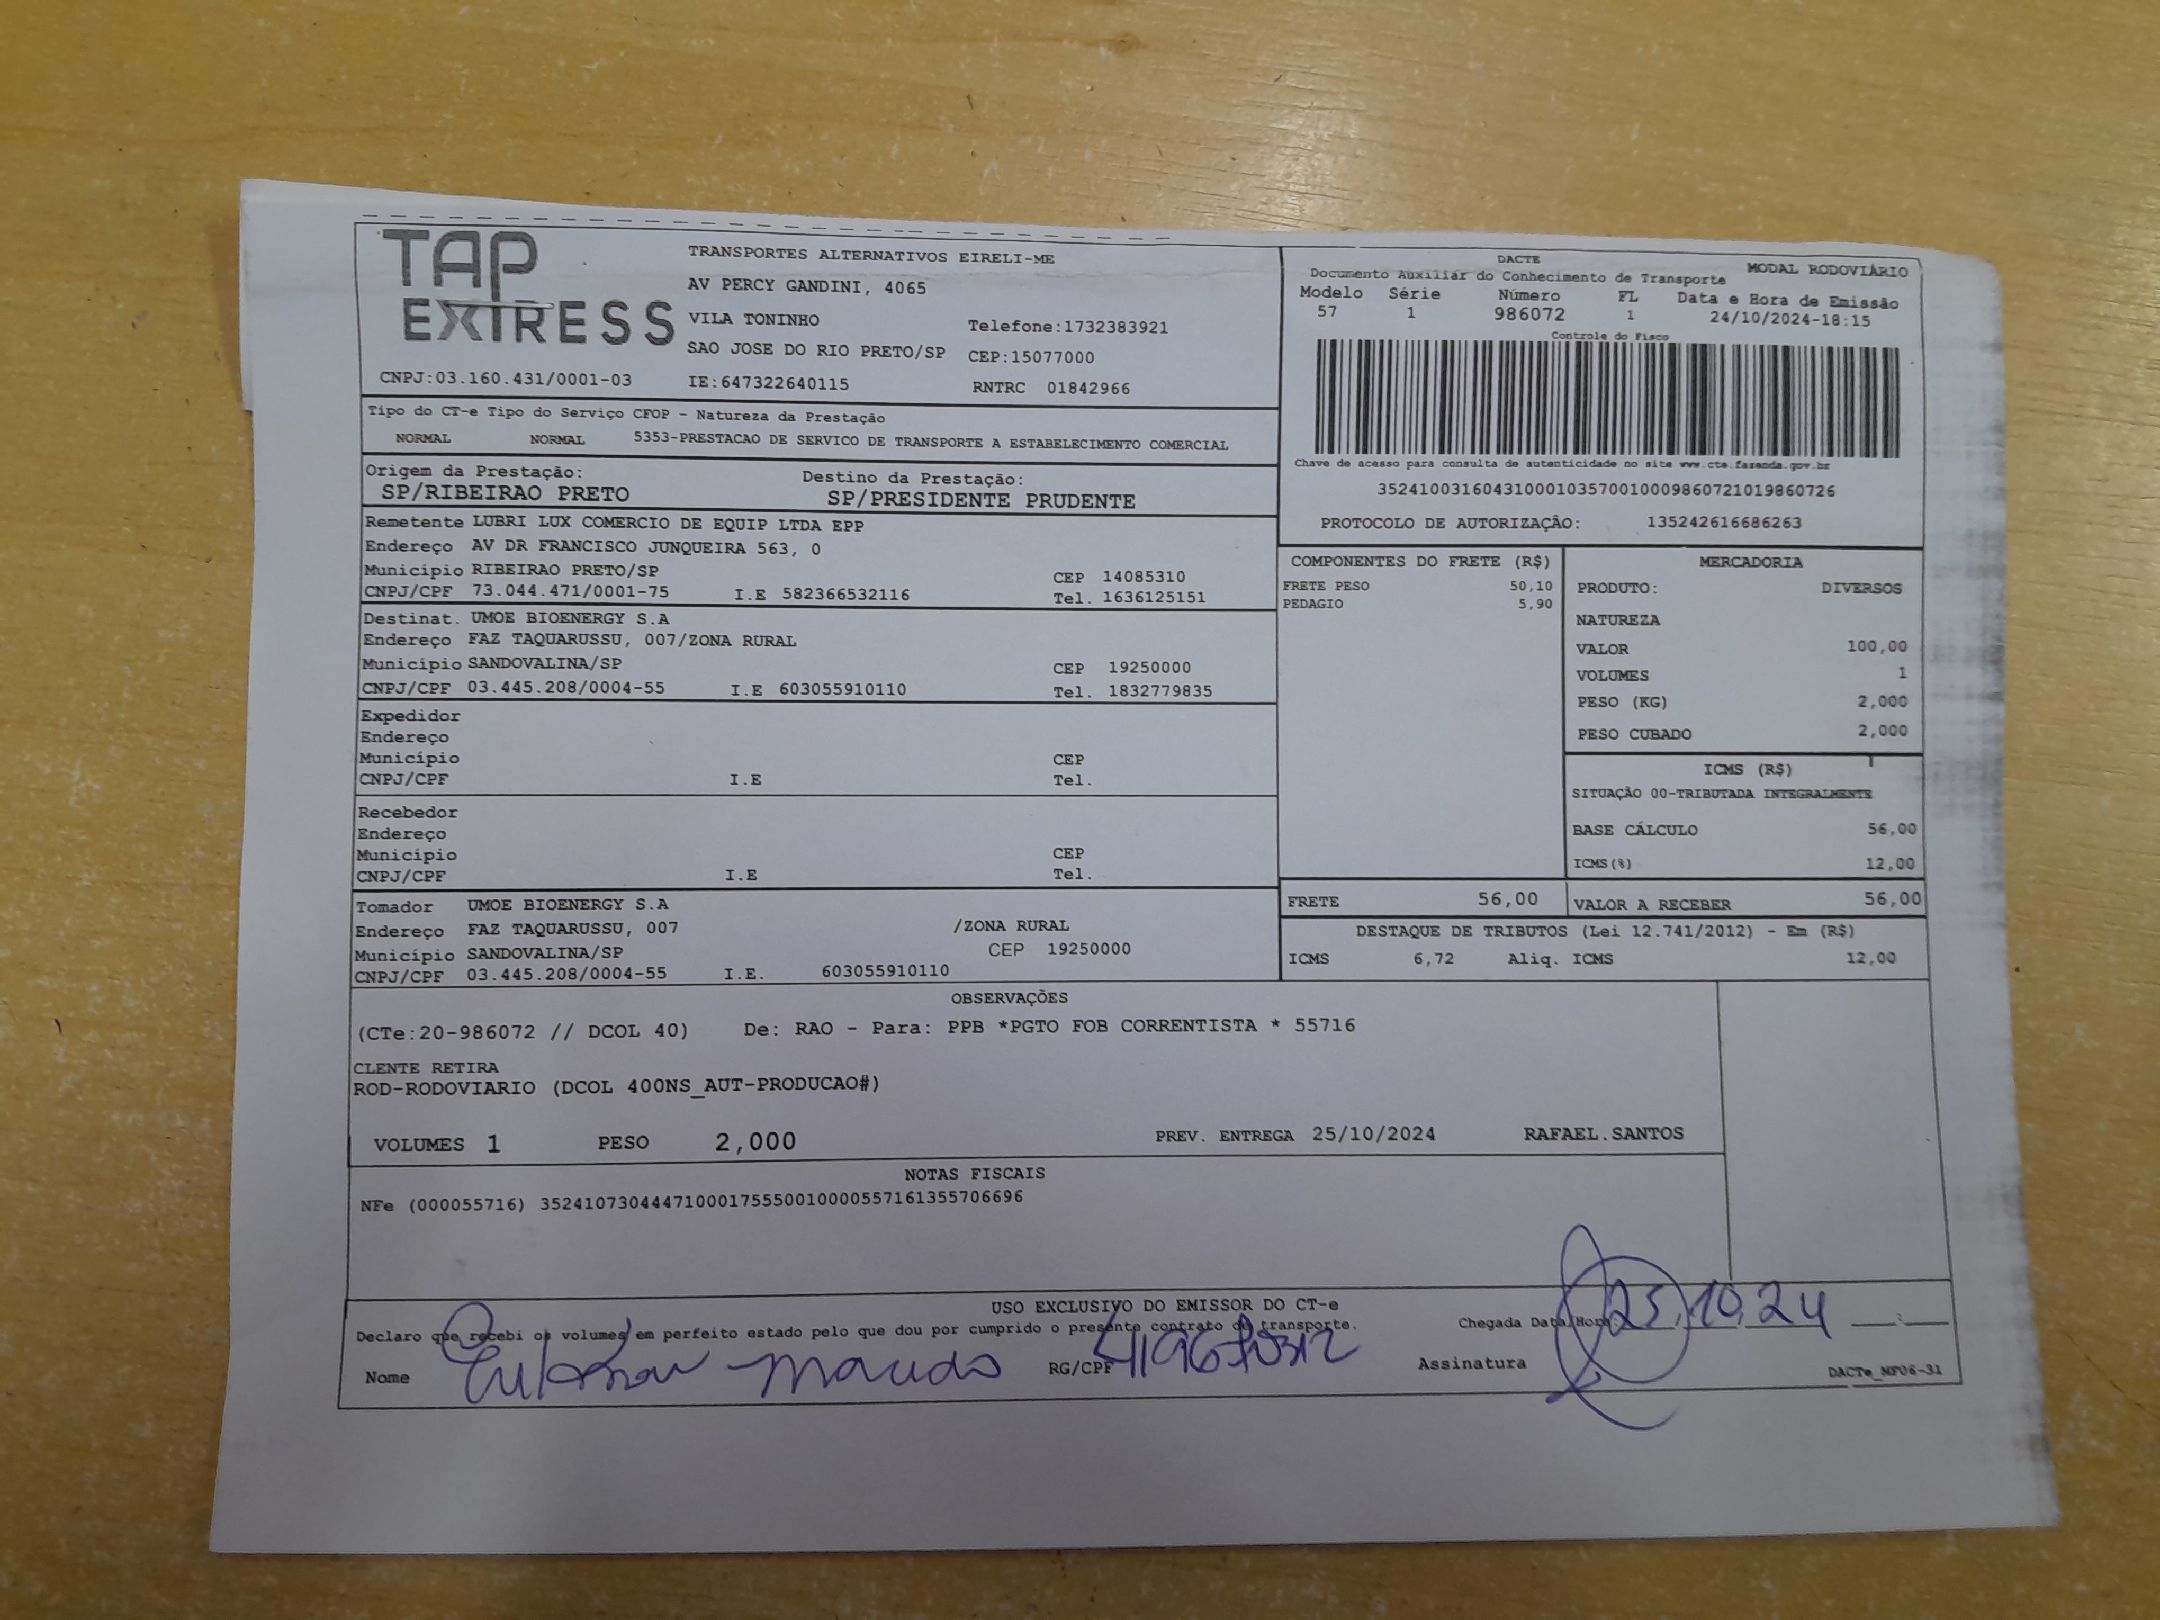 TAP
EXPRESS
TRANSPORTES ALTERNATIVOS EIRELI-ME
AV PERCY GANDINI, 4065
VILA TONINHO Telefone:1732383921
SAO JOSE DO RIO PRETO/SP CEP:15077000
CNPJ:03.160.431/0001-03 IE:647322640115 RNTRC 01842966
DACTE MODAL RODOVIÁRIO
Documento Auxiliar do Conhecimento de Transporte
Modelo Série Número FL Data e Hora de Emissão
57 1 986072 1 24/10/2024-18:15
Controle do Fisco
Chave de acesso para consulta de autenticidade no site www.cte.fazenda.gov.br
35241003160431000103570010009860721019860726
PROTOCOLO DE AUTORIZAÇÃO: 135242616686263
Tipo do CT-e Tipo do Serviço CFOP - Natureza da Prestação
NORMAL NORMAL 5353-PRESTACAO DE SERVICO DE TRANSPORTE A ESTABELECIMENTO COMERCIAL
Origem da Prestação: Destino da Prestação:
SP/RIBEIRAO PRETO SP/PRESIDENTE PRUDENTE
Remetente LUBRI LUX COMERCIO DE EQUIP LTDA EPP
Endereço AV DR FRANCISCO JUNQUEIRA 563, 0
Município RIBEIRAO PRETO/SP CEP 14085310
CNPJ/CPF 73.044.471/0001-75 I.E 582366532116 Tel. 1636125151
Destinat. UMOE BIOENERGY S.A
Endereço FAZ TAQUARUSSU, 007/ZONA RURAL
Município SANDOVALINA/SP CEP 19250000
CNPJ/CPF 03.445.208/0004-55 I.E 603055910110 Tel. 1832779835
Expedidor
Endereço
Município CEP
CNPJ/CPF I.E Tel.
Recebedor
Endereço
Município CEP
CNPJ/CPF I.E Tel.
Tomador UMOE BIOENERGY S.A
Endereço FAZ TAQUARUSSU, 007 /ZONA RURAL
Município SANDOVALINA/SP CEP 19250000
CNPJ/CPF 03.445.208/0004-55 I.E. 603055910110
COMPONENTES DO FRETE (R$)
FRETE PESO 50,10
PEDAGIO 5,90
MERCADORIA
PRODUTO: DIVERSOS
NATUREZA
VALOR 100,00
VOLUMES 1
PESO (KG) 2,000
PESO CUBADO 2,000
ICMS (R$)
SITUAÇÃO 00-TRIBUTADA INTEGRALMENTE
BASE CÁLCULO 56,00
ICMS(%) 12,00
FRETE 56,00 VALOR A RECEBER 56,00
DESTAQUE DE TRIBUTOS (Lei 12.741/2012) - Em (R$)
ICMS 6,72 Aliq. ICMS 12,00
OBSERVAÇÕES
(CTe:20-986072 // DCOL 40) De: RAO - Para: PPB *PGTO FOB CORRENTISTA * 55716
CLENTE RETIRA
ROD-RODOVIARIO (DCOL 400NS_AUT-PRODUCAO#)
VOLUMES 1 PESO 2,000 PREV. ENTREGA 25/10/2024 RAFAEL.SANTOS
NOTAS FISCAIS
NFe (000055716) 35241073044471000175550010000557161355706696
USO EXCLUSIVO DO EMISSOR DO CT-e
Declaro que recebi os volumes em perfeito estado pelo que dou por cumprido o presente contrato de transporte.
Chegada Data/Hora: 25.10.24 :
Nome RG/CPF Assinatura DACTe_MF06-31